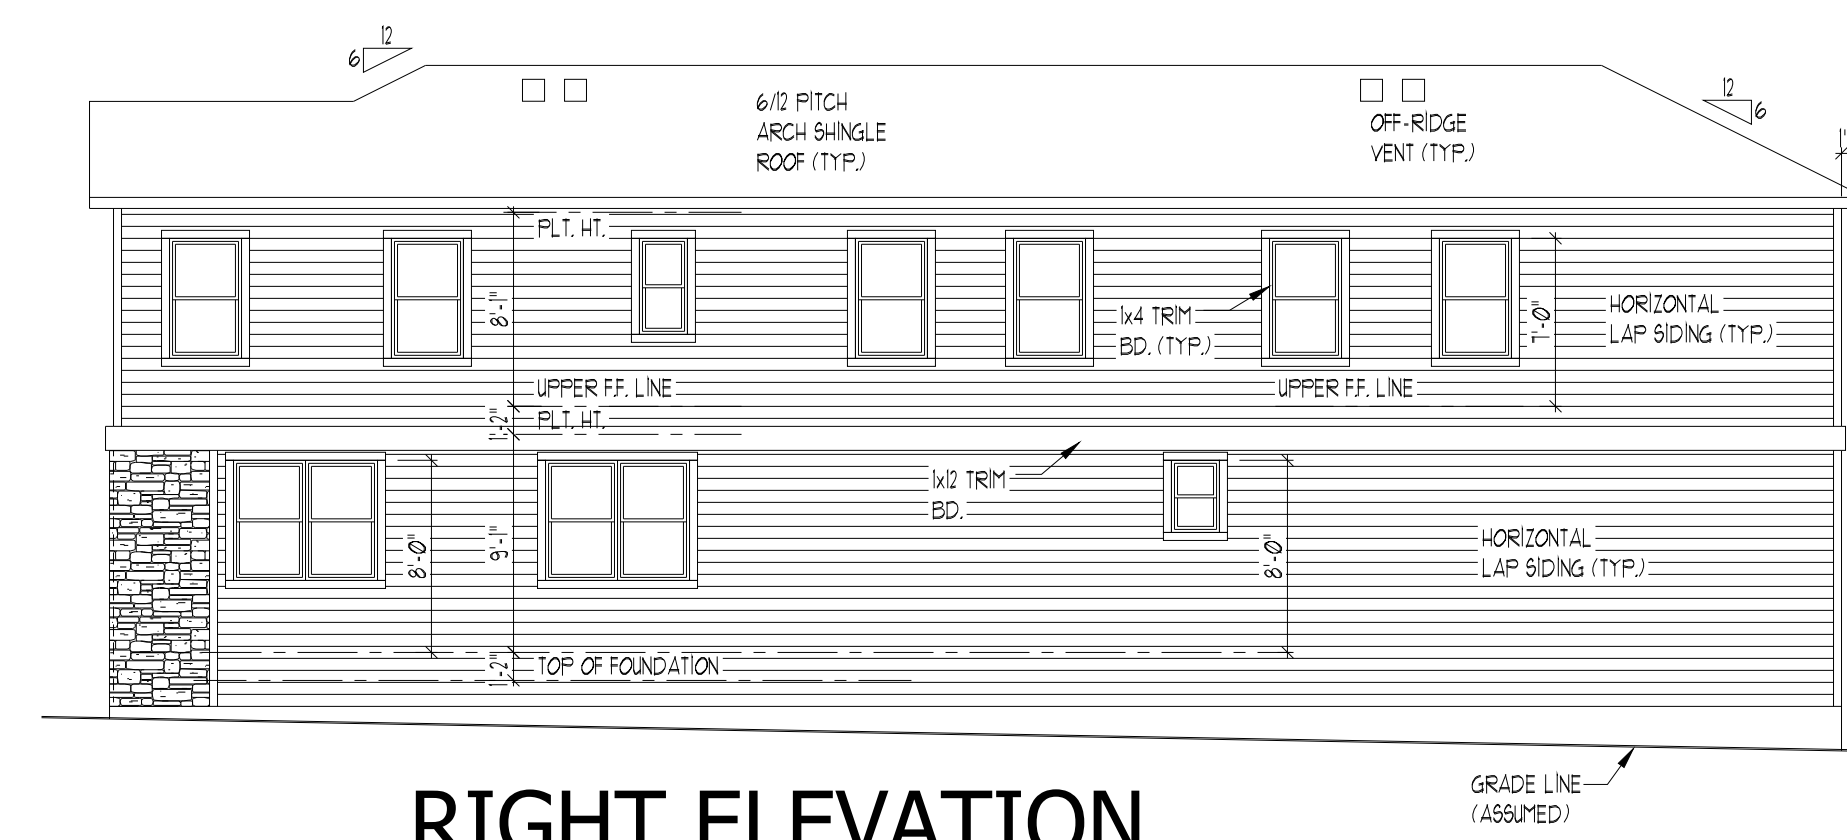 12
6
12
6
6/12 PITCH
ARCH SHINGLE
ROOF (TYP.)
OFF-RIDGE
VENT (TYP.)
PLT. HT.
8'-1"
1x4 TRIM
BD. (TYP.)
7'-0"
HORIZONTAL
LAP SIDING (TYP.)
UPPER F.F. LINE
UPPER F.F. LINE
1'-2"
PLT. HT.
1x12 TRIM
BD.
8'-0"
9'-1"
8'-0"
HORIZONTAL
LAP SIDING (TYP.)
1'-2"
TOP OF FOUNDATION
GRADE LINE
(ASSUMED)
RIGHT ELEVATION